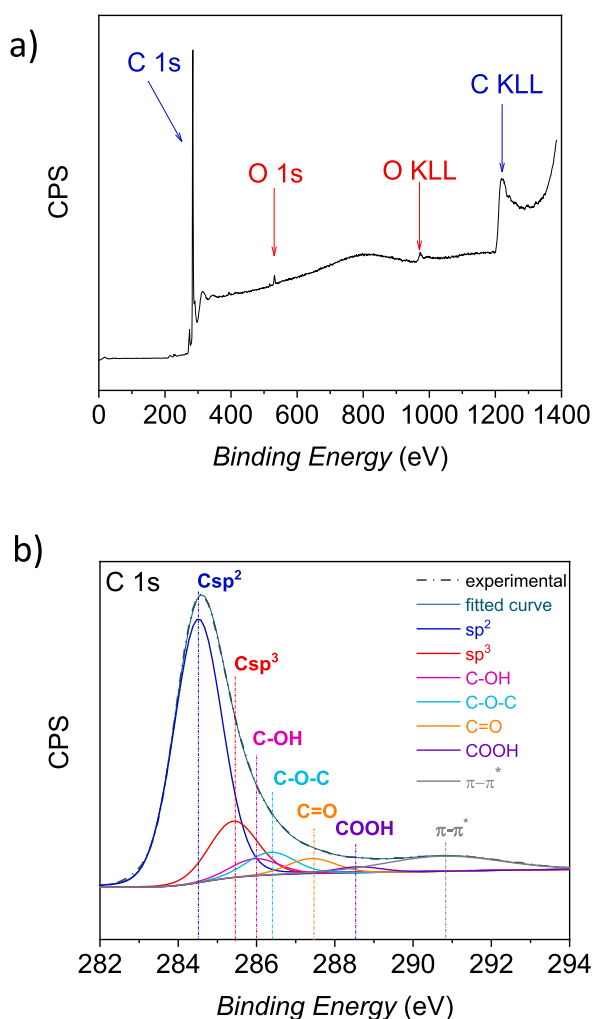 a)
C 1s
C KLL
O 1s
O KLL
CPS
0 200 400 600 800 1000 1200 1400
Binding Energy (eV)
b)
C 1s
Csp²
experimental
fitted curve
sp²
sp³
C-OH
C-O-C
C=O
COOH
π−π*
Csp³
C-OH
C-O-C
C=O
COOH
π-π*
CPS
282 284 286 288 290 292 294
Binding Energy (eV)